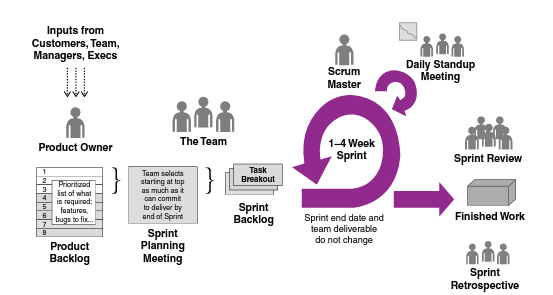 Inputs from
Customers, Team,
Managers, Execs
Product Owner
The Team
Scrum
Master
Daily Standup
Meeting
1–4 Week
Sprint
Sprint Review
1
2
3
4
5
6
7
8
Prioritized
list of what
is required:
features,
bugs to fix...
Product
Backlog
Team selects
starting at top
as much as it
can commit
to deliver by
end of Sprint
Sprint
Planning
Meeting
Task
Breakout
Sprint
Backlog
Sprint end date and
team deliverable
do not change
Finished Work
Sprint
Retrospective